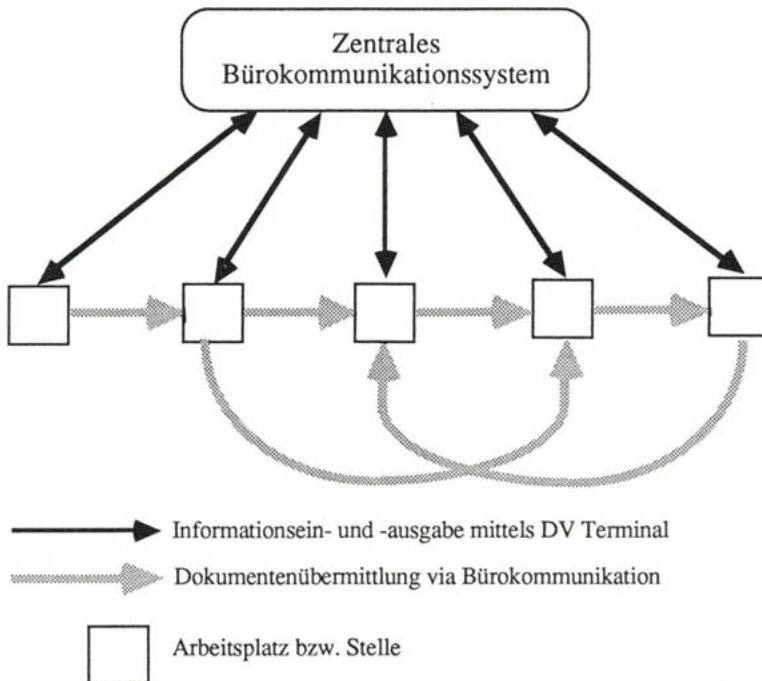 Zentrales
Bürokommunikationssystem
Informationsein- und -ausgabe mittels DV Terminal
Dokumentenübermittlung via Bürokommunikation
Arbeitsplatz bzw. Stelle